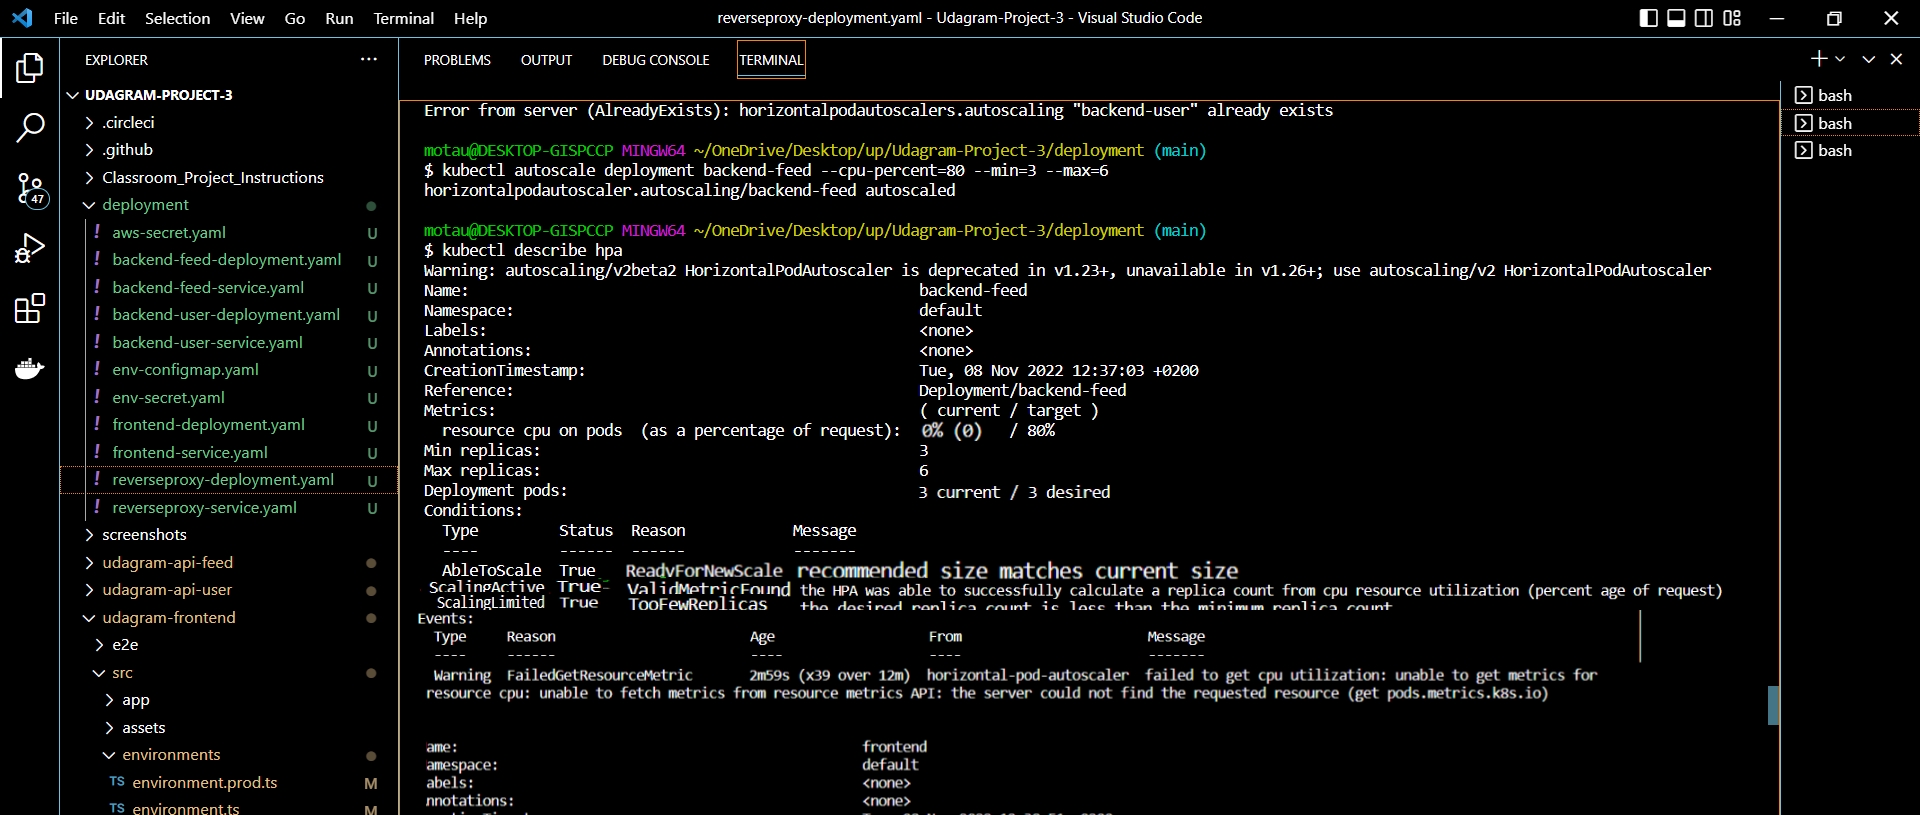 File Edit Selection View Go Run Terminal Help
reverseproxy-deployment.yaml - Udagram-Project-3 - Visual Studio Code
EXPLORER
UDAGRAM-PROJECT-3
.circleci
.github
Classroom_Project_Instructions
47
deployment
aws-secret.yaml U
backend-feed-deployment.yaml U
backend-feed-service.yaml U
backend-user-deployment.yaml U
backend-user-service.yaml U
env-configmap.yaml U
env-secret.yaml U
frontend-deployment.yaml U
frontend-service.yaml U
reverseproxy-deployment.yaml U
reverseproxy-service.yaml U
screenshots
udagram-api-feed
udagram-api-user
udagram-frontend
e2e
src
app
assets
environments
TS environment.prod.ts M
TS environment.ts M
PROBLEMS OUTPUT DEBUG CONSOLE TERMINAL
Error from server (AlreadyExists): horizontalpodautoscalers.autoscaling "backend-user" already exists
motau@DESKTOP-GISPCCP MINGW64 ~/OneDrive/Desktop/up/Udagram-Project-3/deployment (main)
$ kubectl autoscale deployment backend-feed --cpu-percent=80 --min=3 --max=6
horizontalpodautoscaler.autoscaling/backend-feed autoscaled
motau@DESKTOP-GISPCCP MINGW64 ~/OneDrive/Desktop/up/Udagram-Project-3/deployment (main)
$ kubectl describe hpa
Warning: autoscaling/v2beta2 HorizontalPodAutoscaler is deprecated in v1.23+, unavailable in v1.26+; use autoscaling/v2 HorizontalPodAutoscaler
Name: backend-feed
Namespace: default
Labels: <none>
Annotations: <none>
CreationTimestamp: Tue, 08 Nov 2022 12:37:03 +0200
Reference: Deployment/backend-feed
Metrics: ( current / target )
resource cpu on pods (as a percentage of request): 0% (0) / 80%
Min replicas: 3
Max replicas: 6
Deployment pods: 3 current / 3 desired
Conditions:
Type Status Reason Message
---- ------ ------ -------
AbleToScale True ReadyForNewScale recommended size matches current size
ScalingActive True ValidMetricFound the HPA was able to successfully calculate a replica count from cpu resource utilization (percent age of request)
ScalingLimited True TooFewReplicas the desired replica count is less than the minimum replica count
Events:
Type Reason Age From Message
---- ------ ---- ---- -------
Warning FailedGetResourceMetric 2m59s (x39 over 12m) horizontal-pod-autoscaler failed to get cpu utilization: unable to get metrics for
resource cpu: unable to fetch metrics from resource metrics API: the server could not find the requested resource (get pods.metrics.k8s.io)
ame: frontend
amespace: default
abels: <none>
nnotations: <none>
bash
bash
bash